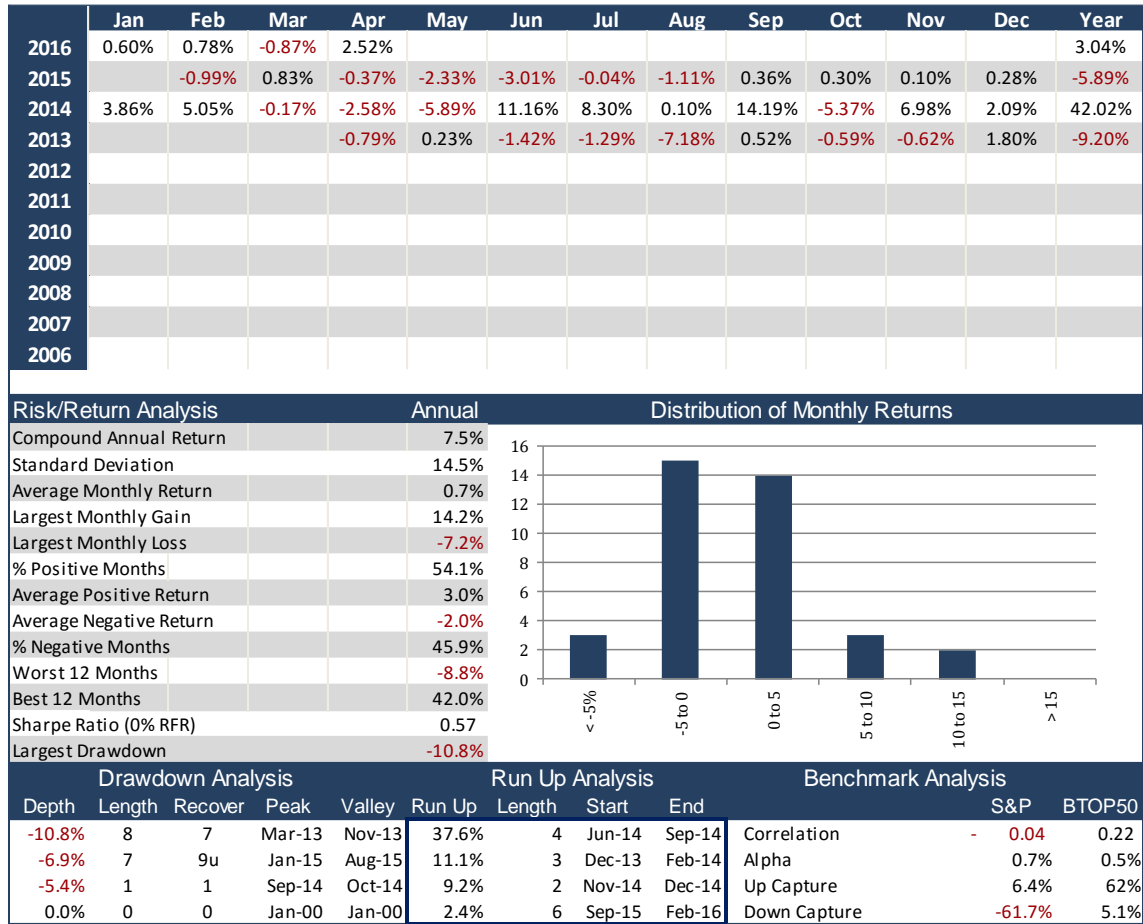 Jan Feb Mar Apr May Jun Jul Aug Sep Oct Nov Dec Year
2016 0.60% 0.78% -0.87% 2.52% 3.04%
2015 -0.99% 0.83% -0.37% -2.33% -3.01% -0.04% -1.11% 0.36% 0.30% 0.10% 0.28% -5.89%
2014 3.86% 5.05% -0.17% -2.58% -5.89% 11.16% 8.30% 0.10% 14.19% -5.37% 6.98% 2.09% 42.02%
2013 -0.79% 0.23% -1.42% -1.29% -7.18% 0.52% -0.59% -0.62% 1.80% -9.20%
2012
2011
2010
2009
2008
2007
2006
Risk/Return Analysis Annual
Compound Annual Return 7.5%
Standard Deviation 14.5%
Average Monthly Return 0.7%
Largest Monthly Gain 14.2%
Largest Monthly Loss -7.2%
% Positive Months 54.1%
Average Positive Return 3.0%
Average Negative Return -2.0%
% Negative Months 45.9%
Worst 12 Months -8.8%
Best 12 Months 42.0%
Sharpe Ratio (0% RFR) 0.57
Largest Drawdown -10.8%
Distribution of Monthly Returns
16
14
12
10
8
6
4
2
0
< -5% -5 to 0 0 to 5 5 to 10 10 to 15 > 15
Drawdown Analysis Run Up Analysis Benchmark Analysis
Depth Length Recover Peak Valley Run Up Length Start End S&P BTOP50
-10.8% 8 7 Mar-13 Nov-13 37.6% 4 Jun-14 Sep-14 Correlation - 0.04 0.22
-6.9% 7 9u Jan-15 Aug-15 11.1% 3 Dec-13 Feb-14 Alpha 0.7% 0.5%
-5.4% 1 1 Sep-14 Oct-14 9.2% 2 Nov-14 Dec-14 Up Capture 6.4% 62%
0.0% 0 0 Jan-00 Jan-00 2.4% 6 Sep-15 Feb-16 Down Capture -61.7% 5.1%